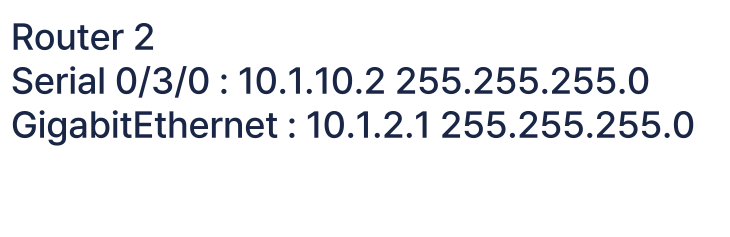 Router 2
Serial 0/3/0 : 10.1.10.2 255.255.255.0
GigabitEthernet : 10.1.2.1 255.255.255.0